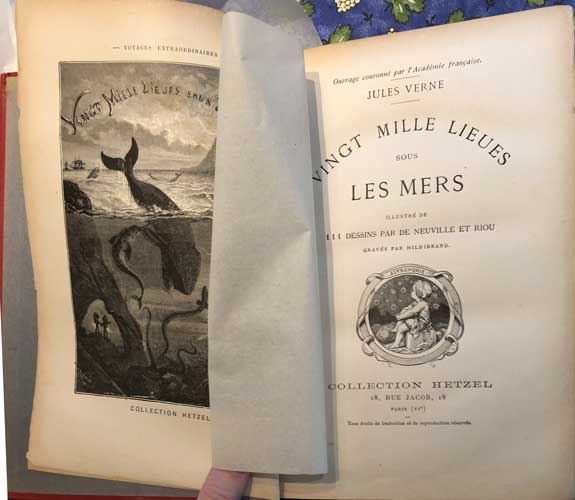 — VOYAGES EXTRAORDINAIRES
VINGT MILLE LIEUES SOUS
COLLECTION HETZEL
Ouvrage couronné par l'Académie française.
JULES VERNE
VINGT MILLE LIEUES
SOUS
LES MERS
ILLUSTRÉ DE
111 DESSINS PAR DE NEUVILLE ET RIOU
GRAVÉS PAR HILDIBRAND.
ASTRONOMIE
COLLECTION HETZEL
18, RUE JACOB, 18
PARIS (VIe)
Tous droits de traduction et de reproduction réservés.